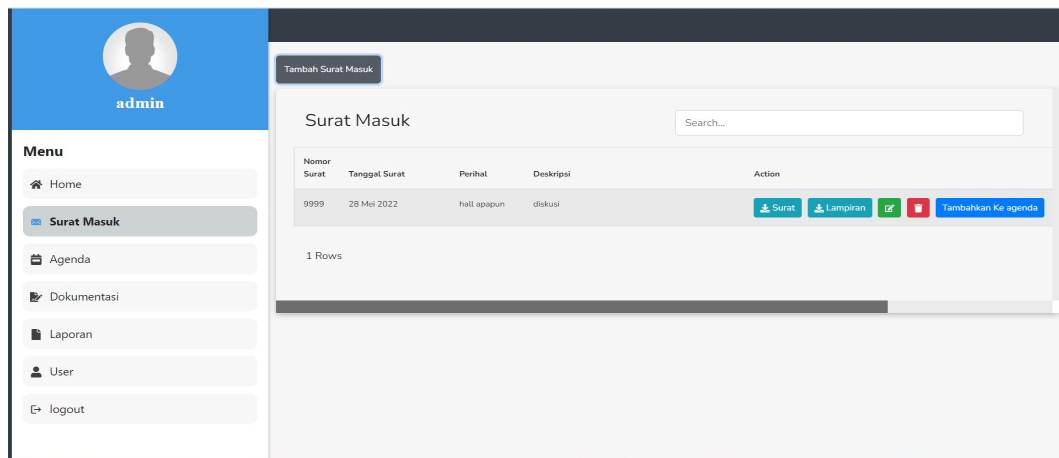 admin
Menu
Home
Surat Masuk
Agenda
Dokumentasi
Laporan
User
logout
Tambah Surat Masuk
Surat Masuk
Search...
Nomor Surat Tanggal Surat Perihal Deskripsi Action
9999 28 Mei 2022 hall apapun diskusi Surat Lampiran Tambahkan Ke agenda
1 Rows